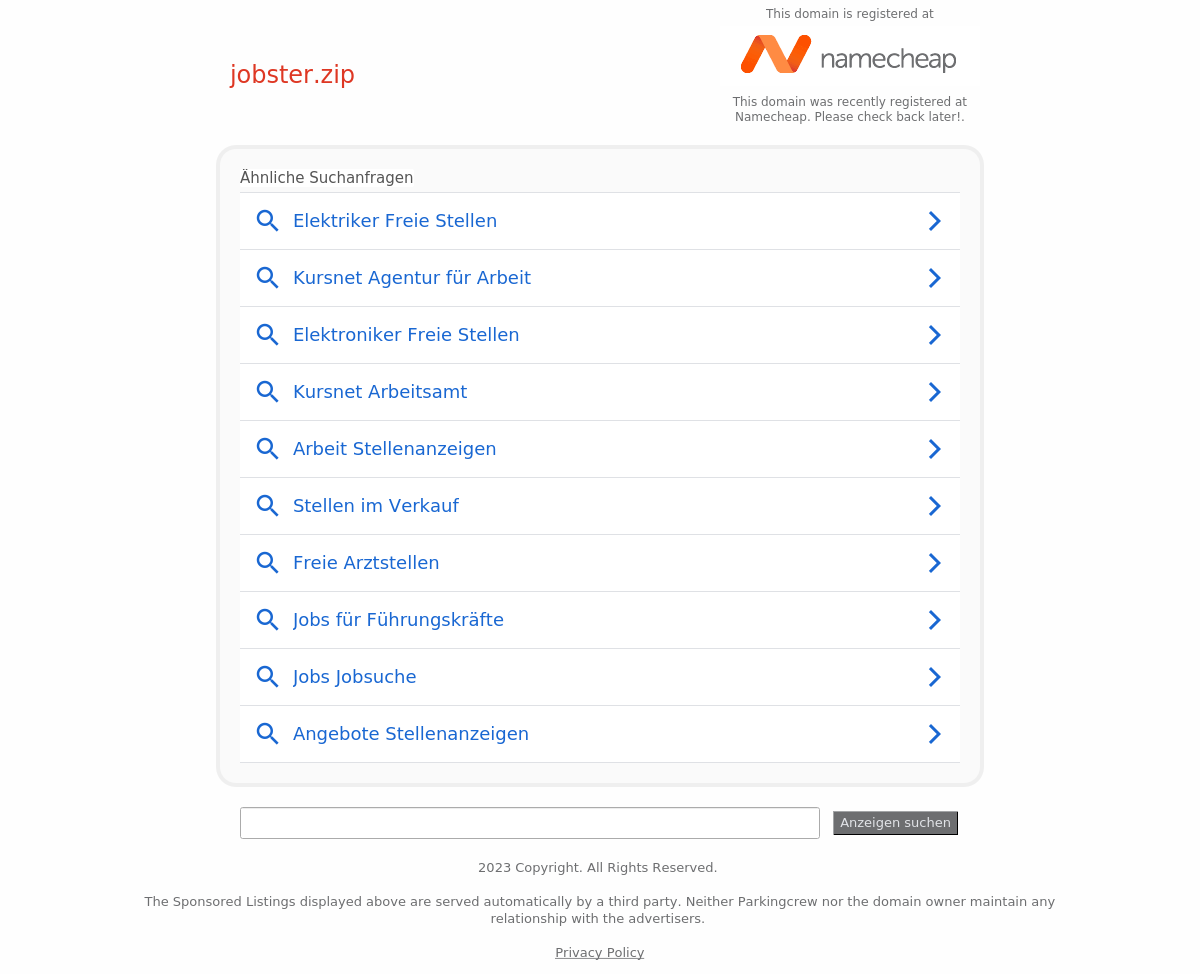 This domain is registered at
namecheap
jobster.zip
This domain was recently registered at
Namecheap. Please check back later!.
Ähnliche Suchanfragen
Elektriker Freie Stellen
Kursnet Agentur für Arbeit
Elektroniker Freie Stellen
Kursnet Arbeitsamt
Arbeit Stellenanzeigen
Stellen im Verkauf
Freie Arztstellen
Jobs für Führungskräfte
Jobs Jobsuche
Angebote Stellenanzeigen
Anzeigen suchen
2023 Copyright. All Rights Reserved.
The Sponsored Listings displayed above are served automatically by a third party. Neither Parkingcrew nor the domain owner maintain any
relationship with the advertisers.
Privacy Policy